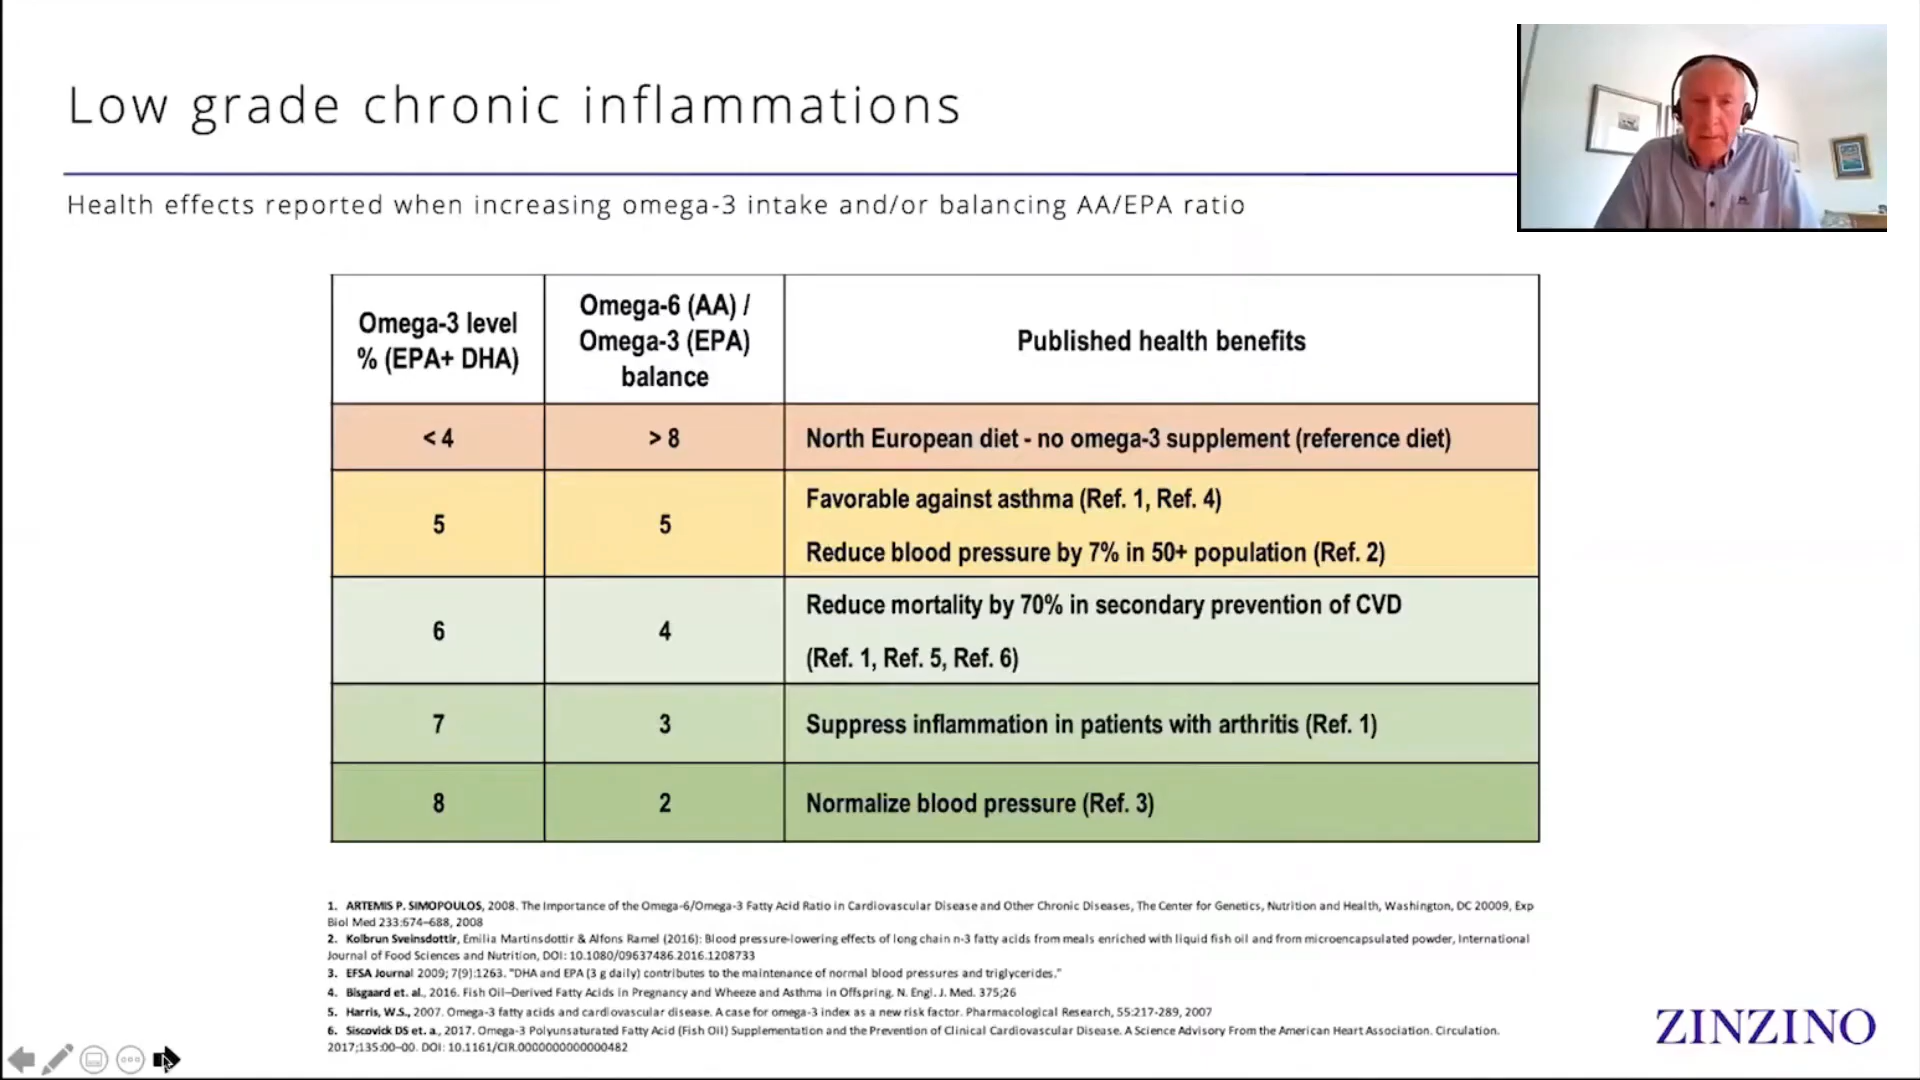 Low grade chronic inflammations
Health effects reported when increasing omega-3 intake and/or balancing AA/EPA ratio
Omega-3 level
% (EPA+ DHA)
Omega-6 (AA) /
Omega-3 (EPA)
balance
Published health benefits
< 4
> 8
North European diet - no omega-3 supplement (reference diet)
5
5
Favorable against asthma (Ref. 1, Ref. 4)
Reduce blood pressure by 7% in 50+ population (Ref. 2)
6
4
Reduce mortality by 70% in secondary prevention of CVD
(Ref. 1, Ref. 5, Ref. 6)
7
3
Suppress inflammation in patients with arthritis (Ref. 1)
8
2
Normalize blood pressure (Ref. 3)
1. ARTEMIS P. SIMOPOULOS, 2008. The Importance of the Omega-6/Omega-3 Fatty Acid Ratio in Cardiovascular Disease and Other Chronic Diseases, The Center for Genetics, Nutrition and Health, Washington, DC 20009, Exp
Biol Med 233:674–688, 2008
2. Kolbrun Sveinsdottir, Emilia Martinsdottir & Alfons Ramel (2016): Blood pressure-lowering effects of long chain n-3 fatty acids from meals enriched with liquid fish oil and from microencapsulated powder, International
Journal of Food Sciences and Nutrition, DOI: 10.1080/09637486.2016.1208733
3. EFSA Journal 2009; 7(9):1263. "DHA and EPA (3 g daily) contributes to the maintenance of normal blood pressures and triglycerides."
4. Bisgaard et. al., 2016. Fish Oil–Derived Fatty Acids in Pregnancy and Wheeze and Asthma in Offspring. N. Engl. J. Med. 375;26
5. Harris, W.S., 2007. Omega-3 fatty acids and cardiovascular disease. A case for omega-3 index as a new risk factor. Pharmacological Research, 55:217-289, 2007
6. Siscovick DS et. a., 2017. Omega-3 Polyunsaturated Fatty Acid (Fish Oil) Supplementation and the Prevention of Clinical Cardiovascular Disease. A Science Advisory From the American Heart Association. Circulation.
2017;135:00–00. DOI: 10.1161/CIR.0000000000000482
ZINZINO